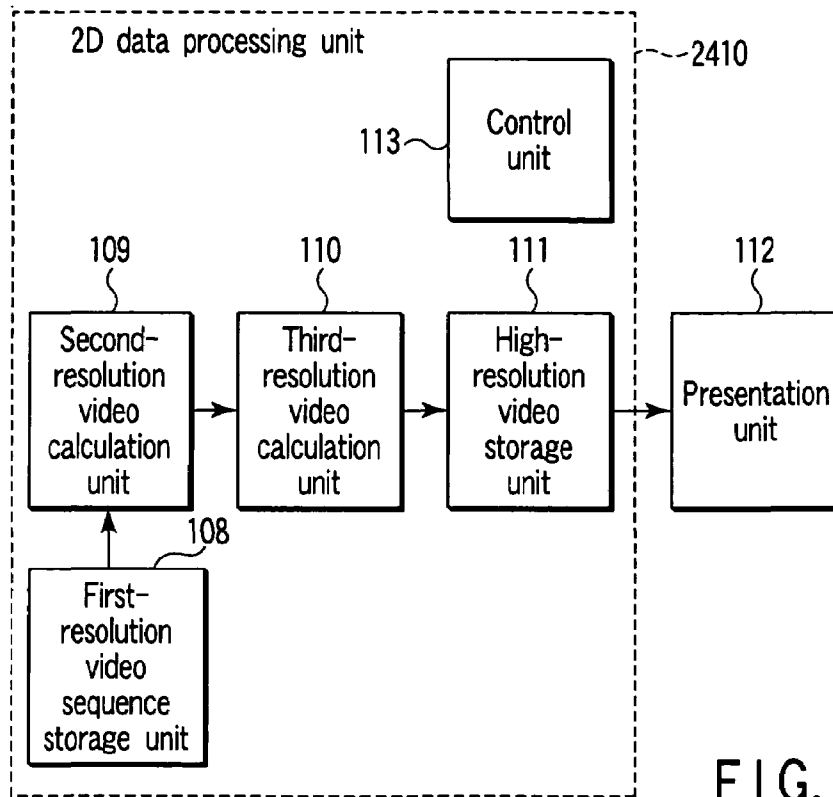 2D data processing unit
2410
113
Control
unit
109
110
111
112
Second-
resolution
video
calculation
unit
Third-
resolution
video
calculation
unit
High-
resolution
video
storage
unit
Presentation
unit
108
First-
resolution
video
sequence
storage unit
FIG.